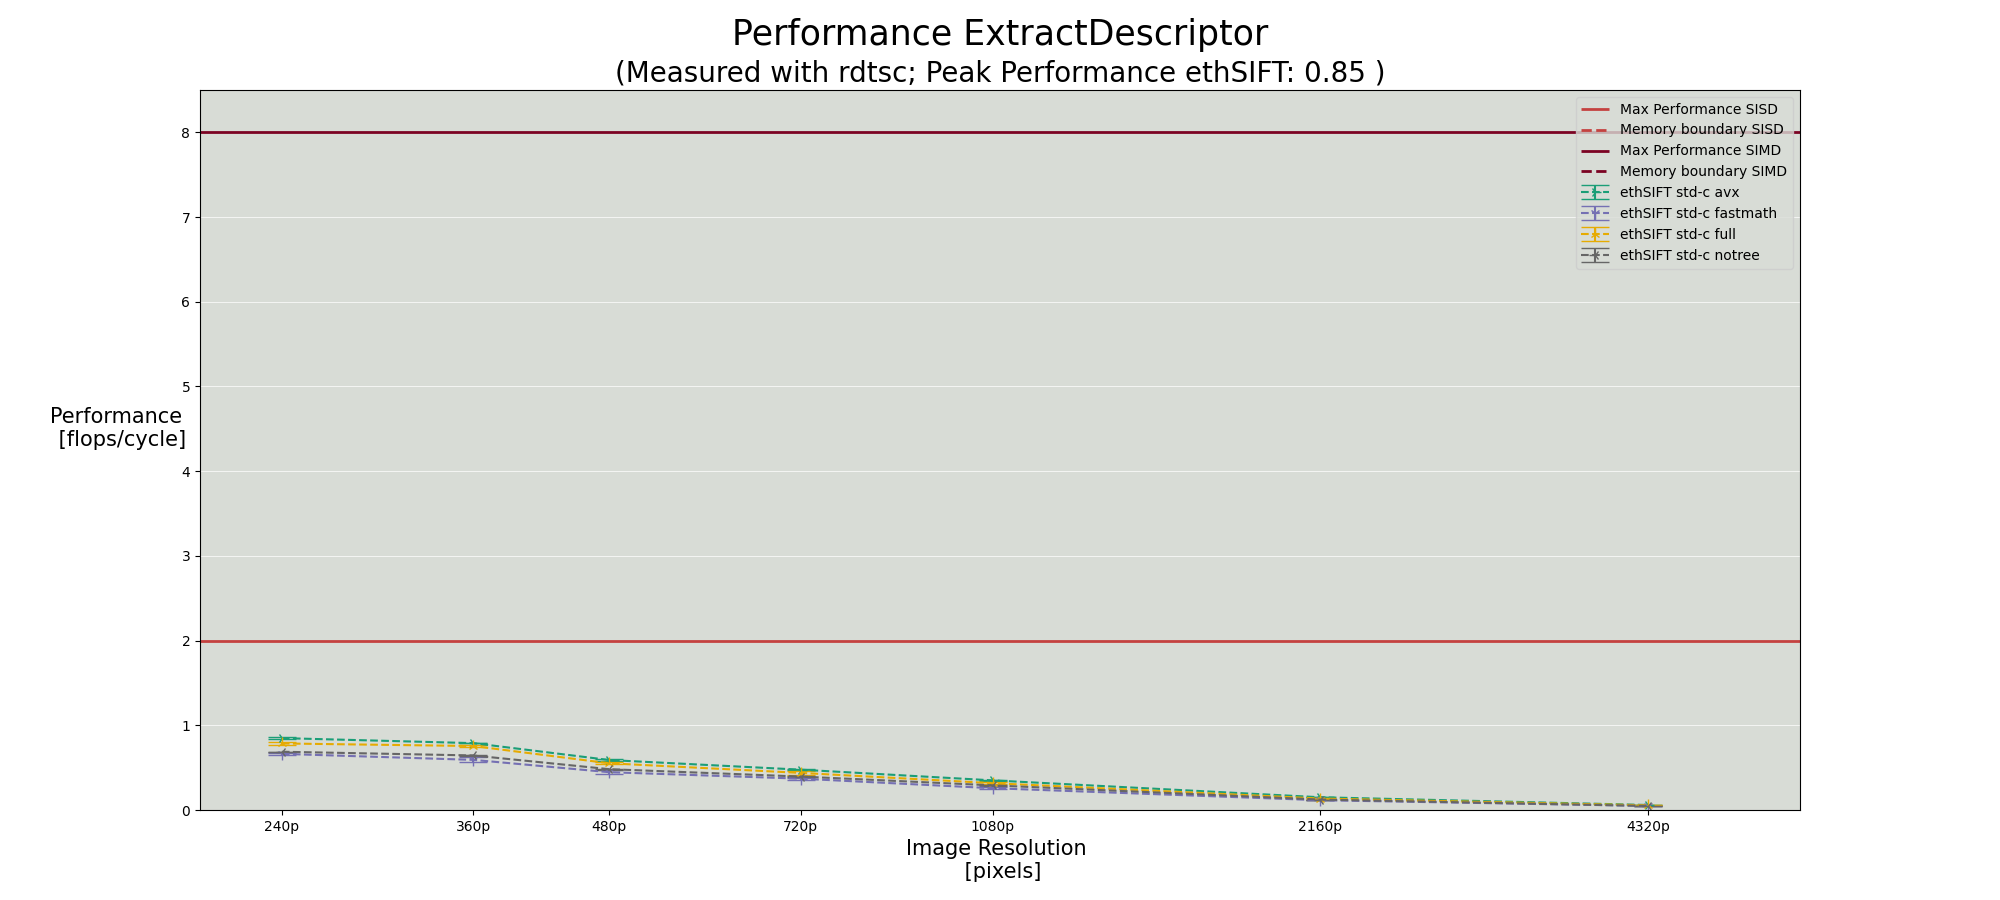 Performance ExtractDescriptor
(Measured with rdtsc; Peak Performance ethSIFT: 0.85 )
Max Performance SISD
Memory boundary SISD
Max Performance SIMD
Memory boundary SIMD
ethSIFT std-c avx
ethSIFT std-c fastmath
ethSIFT std-c full
ethSIFT std-c notree
8
7
6
5
4
3
2
1
0
Performance
[flops/cycle]
240p 360p 480p 720p 1080p 2160p 4320p
Image Resolution
[pixels]